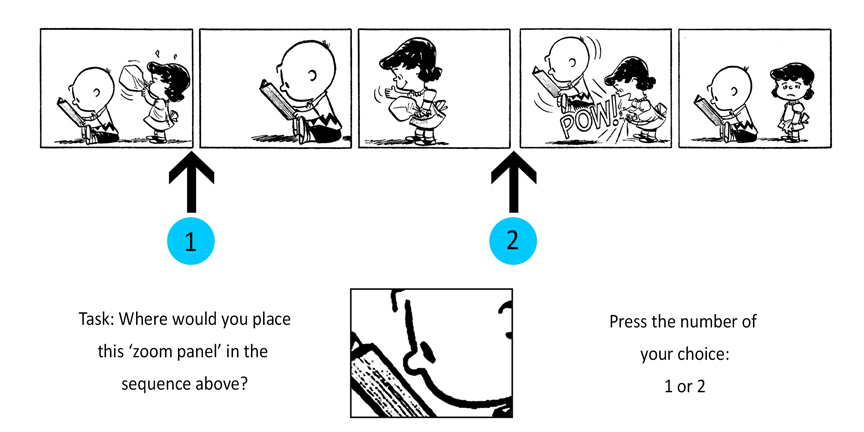 POW!!
1
2
Task: Where would you place
this ‘zoom panel’ in the
sequence above?
Press the number of
your choice:
1 or 2